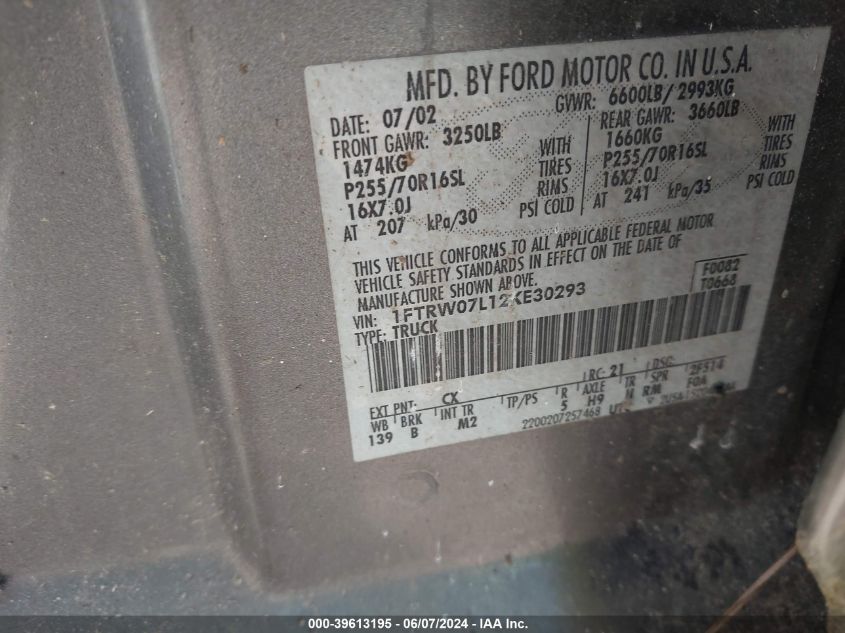 MFD. BY FORD MOTOR CO. IN U.S.A.
DATE: 07/02 GVWR: 6600LB/ 2993KG
FRONT GAWR: 3250LB REAR GAWR: 3660LB
1474KG WITH 1660KG WITH
P255/70R16SL TIRES P255/70R16SL TIRES
16X7.0J RIMS 16X7.0J RIMS
AT 207 kPa/30 PSI COLD AT 241 kPa/35 PSI COLD
THIS VEHICLE CONFORMS TO ALL APPLICABLE FEDERAL MOTOR
VEHICLE SAFETY STANDARDS IN EFFECT ON THE DATE OF
MANUFACTURE SHOWN ABOVE.
F0082
T0668
VIN: 1FTRW07L12KE30293
TYPE: TRUCK
EXT PNT: CX RC: 21 DSO: 2F514
WB BRK INT TR TP/PS R AXLE TR SPR
139 B M2 5 H9 RM FOA
2200207257468
000-39613195 - 06/07/2024 - IAA Inc.